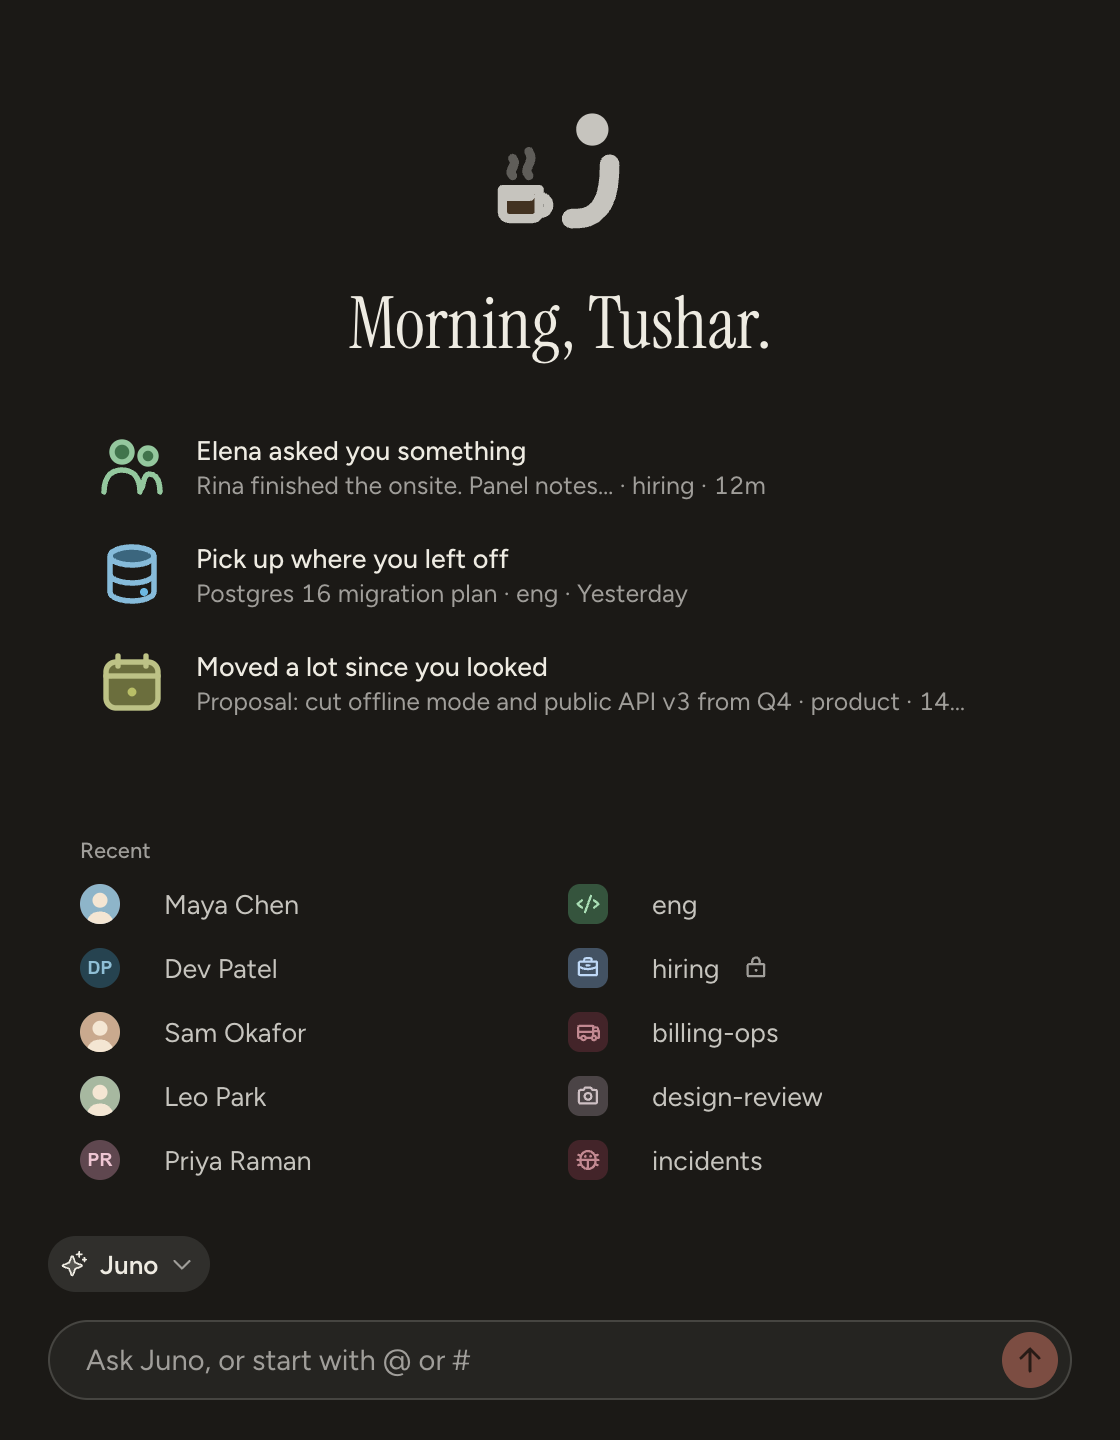 Morning, Tushar.
Elena asked you something
Rina finished the onsite. Panel notes... · hiring · 12m
Pick up where you left off
Postgres 16 migration plan · eng · Yesterday
Moved a lot since you looked
Proposal: cut offline mode and public API v3 from Q4 · product · 14...
Recent
Maya Chen
eng
DP Dev Patel
hiring
Sam Okafor
billing-ops
Leo Park
design-review
PR Priya Raman
incidents
Juno
Ask Juno, or start with @ or #